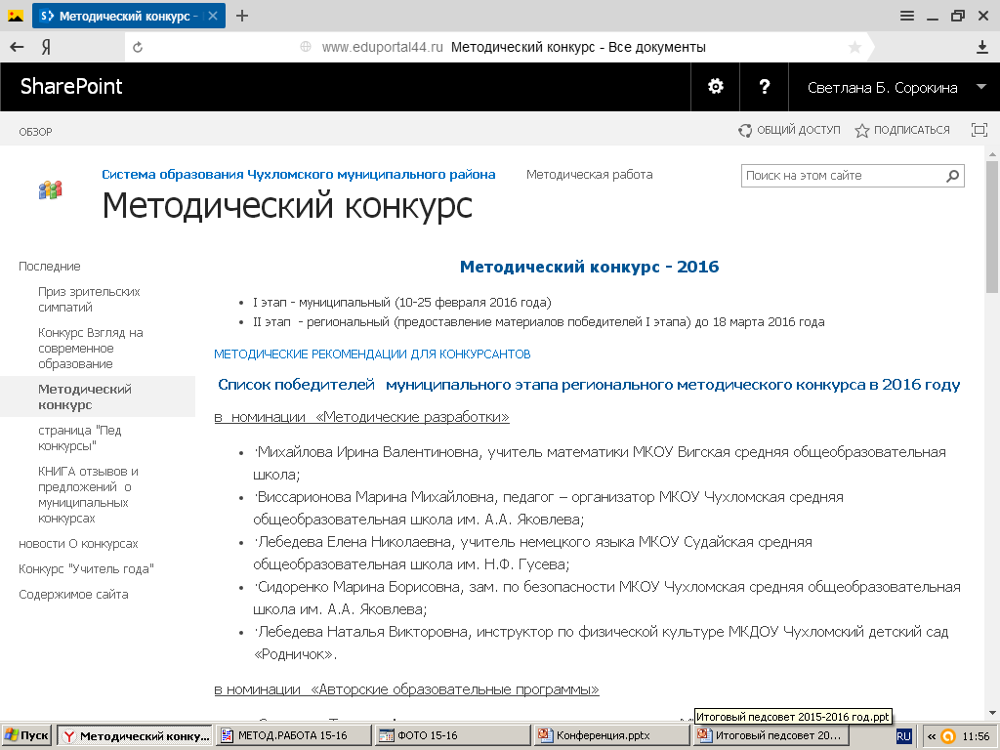 Методический конкурс -
www.eduportal44.ru Методический конкурс - Все документы
SharePoint
? Светлана Б. Сорокина
ОБЗОР
ОБЩИЙ ДОСТУП ПОДПИСАТЬСЯ
Система образования Чухломского муниципального района Методическая работа
Поиск на этом сайте
Методический конкурс
Последние
Приз зрительских
симпатий
Конкурс Взгляд на
современное
образование
Методический
конкурс
страница "Пед
конкурсы"
КНИГА отзывов и
предложений о
муниципальных
конкурсах
новости О конкурсах
Конкурс "Учитель года"
Содержимое сайта
Методический конкурс - 2016
• I этап - муниципальный (10-25 февраля 2016 года)
• II этап - региональный (предоставление материалов победителей I этапа) до 18 марта 2016 года
МЕТОДИЧЕСКИЕ РЕКОМЕНДАЦИИ ДЛЯ КОНКУРСАНТОВ
Список победителей муниципального этапа регионального методического конкурса в 2016 году
в номинации «Методические разработки»
• ·Михайлова Ирина Валентиновна, учитель математики МКОУ Вигская средняя общеобразовательная
школа;
• ·Виссарионова Марина Михайловна, педагог – организатор МКОУ Чухломская средняя
общеобразовательная школа им. А.А. Яковлева;
• ·Лебедева Елена Николаевна, учитель немецкого языка МКОУ Судайская средняя
общеобразовательная школа им. Н.Ф. Гусева;
• ·Сидоренко Марина Борисовна, зам. по безопасности МКОУ Чухломская средняя общеобразовательная
школа им. А.А. Яковлева;
• ·Лебедева Наталья Викторовна, инструктор по физической культуре МКДОУ Чухломский детский сад
«Родничок».
в номинации «Авторские образовательные программы»
Итоговый педсовет 2015-2016 год.ppt
Пуск Методический конку... МЕТОД.РАБОТА 15-16 ФОТО 15-16 Конференция.pptx Итоговый педсовет 20... RU « 11:56